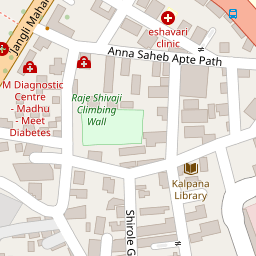 eshavari
clinic
Jangli Mahar
Anna Saheb Apte Path
M Diagnostic
Centre
- Madhu
- Meet
Diabetes
Raje Shivaji
Climbing
Wall
Kalpana
Library
Shirole G